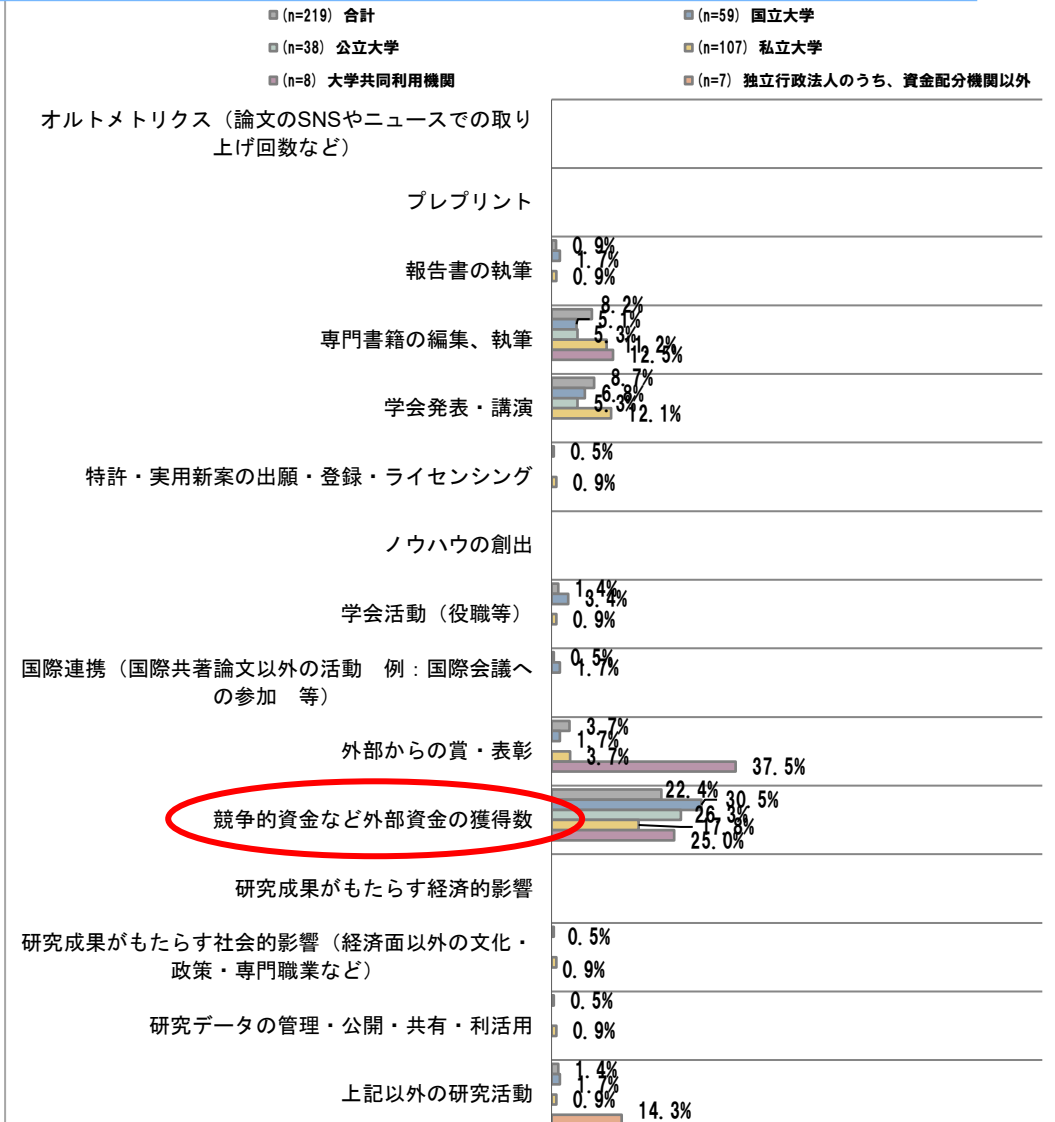 (n=219) 合計
(n=59) 国立大学
(n=38) 公立大学
(n=107) 私立大学
(n=8) 大学共同利用機関
(n=7) 独立行政法人のうち、資金配分機関以外
オルトメトリクス（論文のSNSやニュースでの取り
上げ回数など）
プレプリント
報告書の執筆
0.9%
1.7%
0.9%
専門書籍の編集、執筆
8.2%
5.1%
5.3%
11.2%
12.5%
学会発表・講演
8.7%
6.8%
5.3%
12.1%
特許・実用新案の出願・登録・ライセンシング
0.5%
0.9%
ノウハウの創出
学会活動（役職等）
1.4%
3.4%
0.9%
国際連携（国際共著論文以外の活動　例：国際会議へ
の参加　等）
0.5%
1.7%
外部からの賞・表彰
3.7%
1.7%
3.7%
37.5%
競争的資金など外部資金の獲得数
22.4%
30.5%
26.3%
17.8%
25.0%
研究成果がもたらす経済的影響
研究成果がもたらす社会的影響（経済面以外の文化・
政策・専門職業など）
0.5%
0.9%
研究データの管理・公開・共有・利活用
0.5%
0.9%
上記以外の研究活動
1.4%
1.7%
0.9%
14.3%